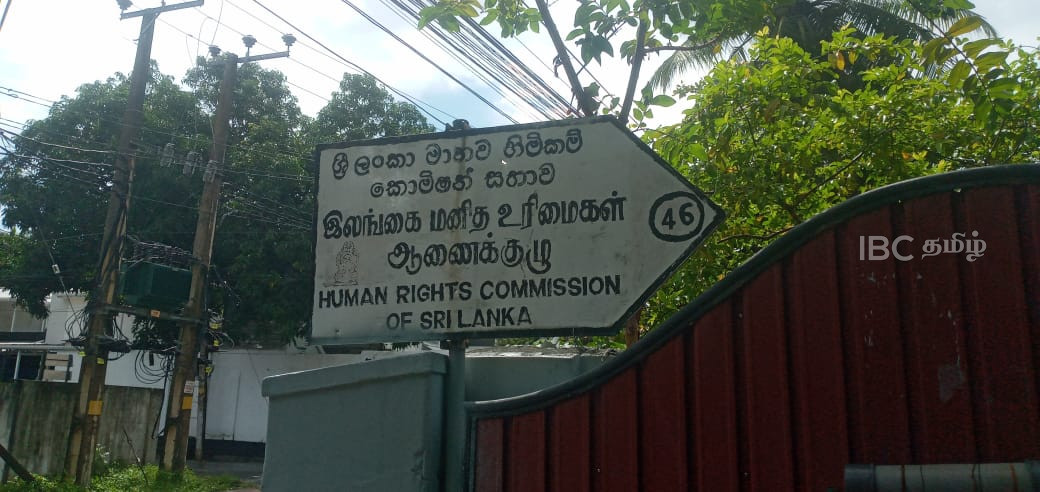 ශ්‍රී ලංකා මානව හිමිකම්
කොමිෂන් සභාව
இலங்கை மனித உரிமைகள்
ஆணைக்குழு
HUMAN RIGHTS COMMISSION
OF SRI LANKA
46
IBC தமிழ்